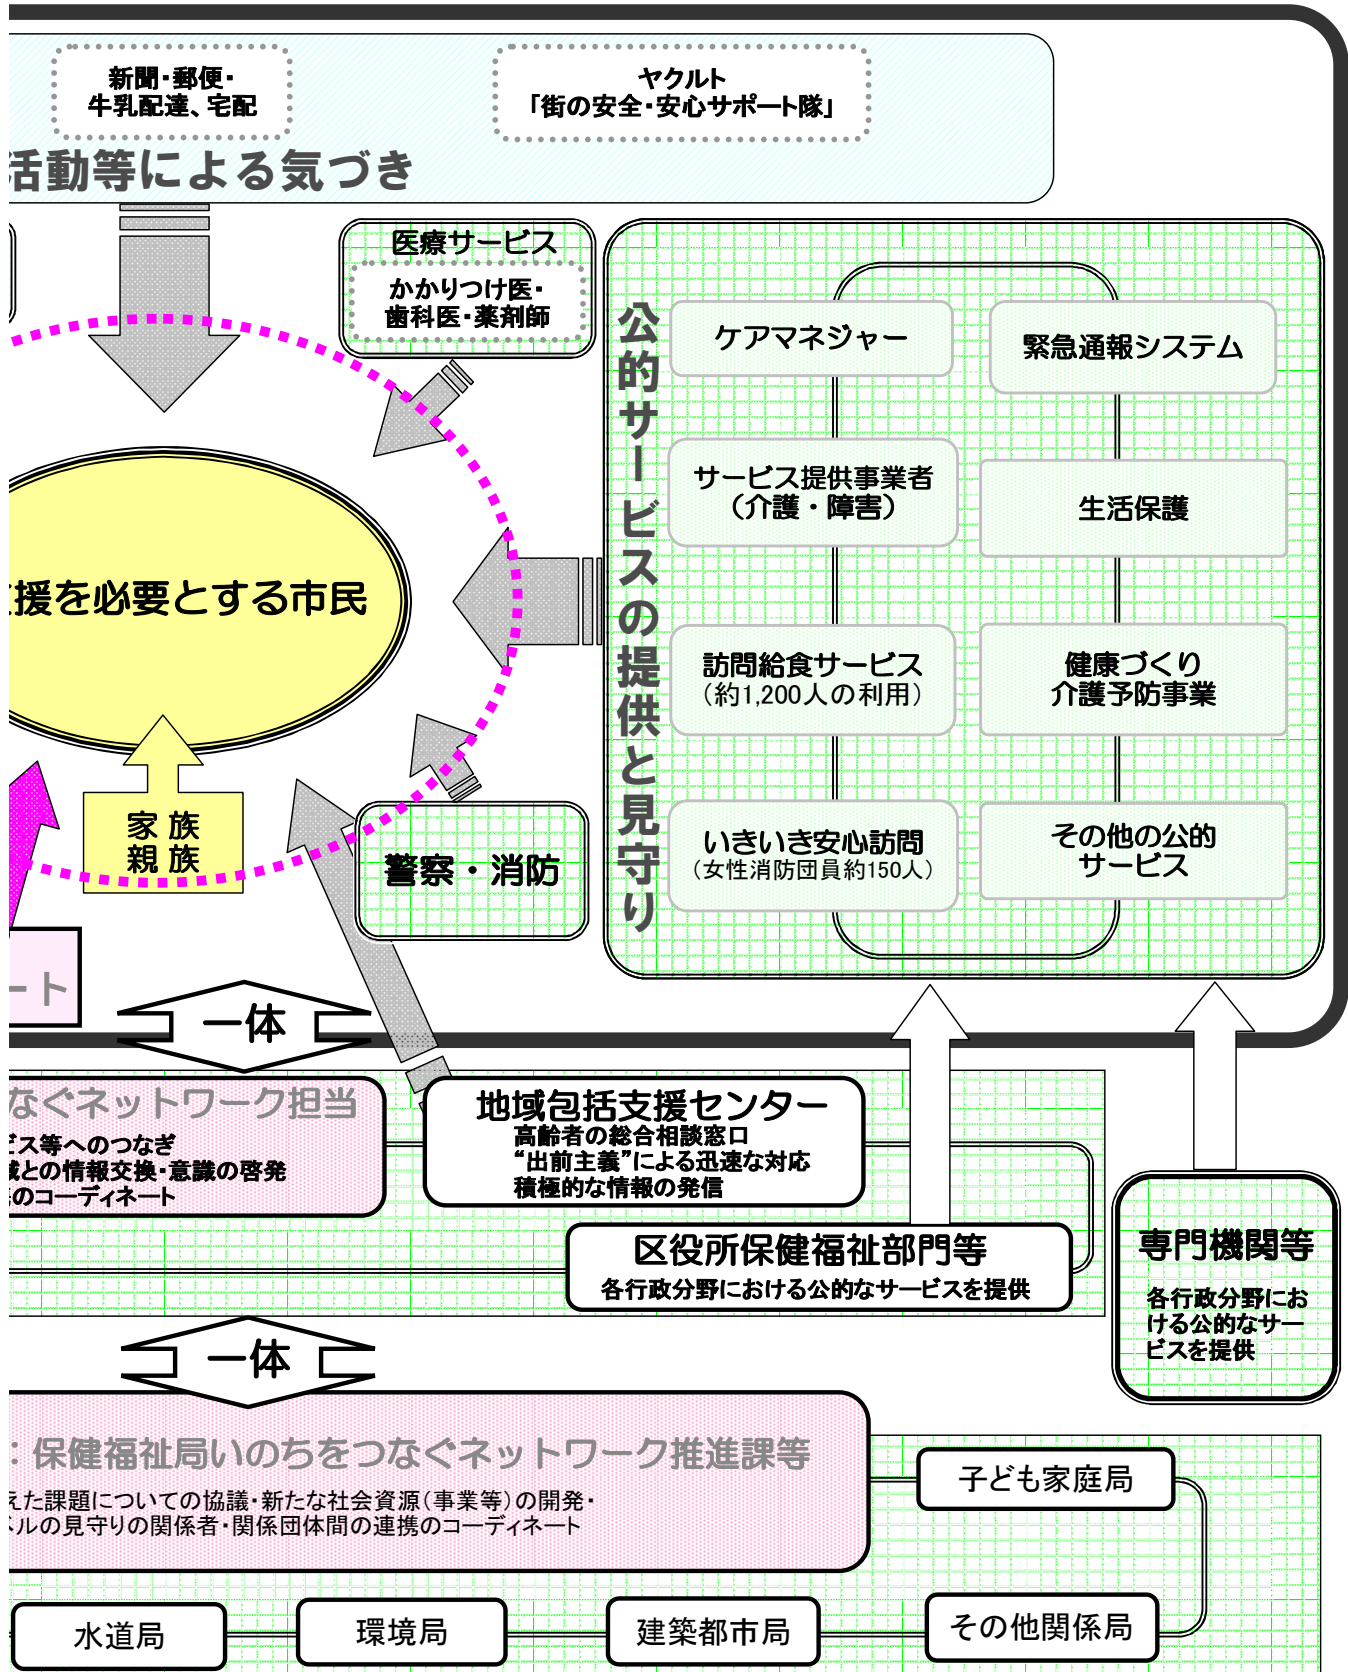 新聞・郵便・
牛乳配達、宅配
ヤクルト
「街の安全・安心サポート隊」
活動等による気づき
医療サービス
かかりつけ医・
歯科医・薬剤師
公的サービスの提供と見守り
ケアマネジャー
緊急通報システム
サービス提供事業者
（介護・障害）
生活保護
訪問給食サービス
（約1,200人の利用）
健康づくり
介護予防事業
いきいき安心訪問
（女性消防団員約150人）
その他の公的
サービス
援を必要とする市民
家族
親族
警察・消防
ート
一体
なぐネットワーク担当
ビス等へのつなぎ
域との情報交換・意識の啓発
のコーディネート
地域包括支援センター
高齢者の総合相談窓口
“出前主義”による迅速な対応
積極的な情報の発信
区役所保健福祉部門等
各行政分野における公的なサービスを提供
専門機関等
各行政分野にお
ける公的なサー
ビスを提供
一体
：保健福祉局いのちをつなぐネットワーク推進課等
えた課題についての協議・新たな社会資源（事業等）の開発・
ベルの見守りの関係者・関係団体間の連携のコーディネート
子ども家庭局
水道局
環境局
建築都市局
その他関係局